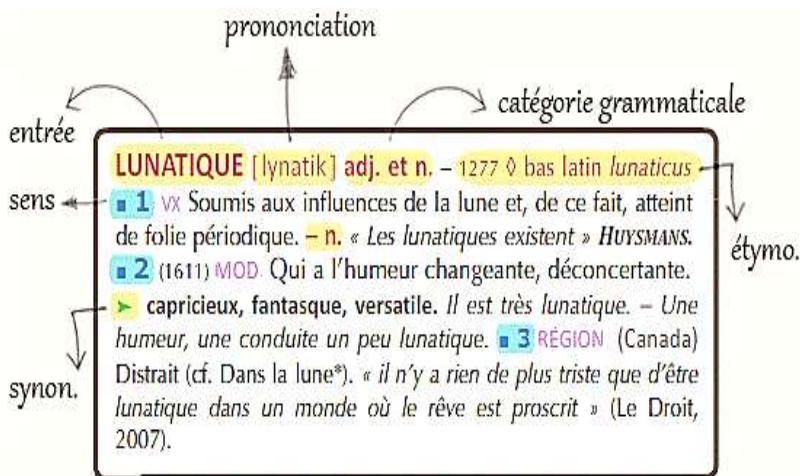 prononciation
catégorie grammaticale
entrée
LUNATIQUE [lynatik] adj. et n. – 1277 ◊ bas latin lunaticus
sens
■ 1 VX Soumis aux influences de la lune et, de ce fait, atteint
de folie périodique. – n. « Les lunatiques existent » HUYSMANS.
étymo.
■ 2 (1611) MOD. Qui a l'humeur changeante, déconcertante.
➤ capricieux, fantasque, versatile. Il est très lunatique. – Une
humeur, une conduite un peu lunatique. ■ 3 RÉGION. (Canada)
synon.
Distrait (cf. Dans la lune*). « il n'y a rien de plus triste que d'être
lunatique dans un monde où le rêve est proscrit » (Le Droit,
2007).